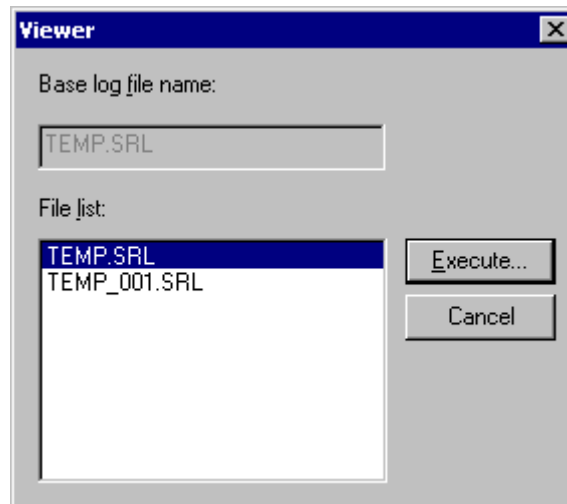 Viewer
Base log file name:
TEMP.SRL
File list:
TEMP.SRL
TEMP_001.SRL
Execute...
Cancel